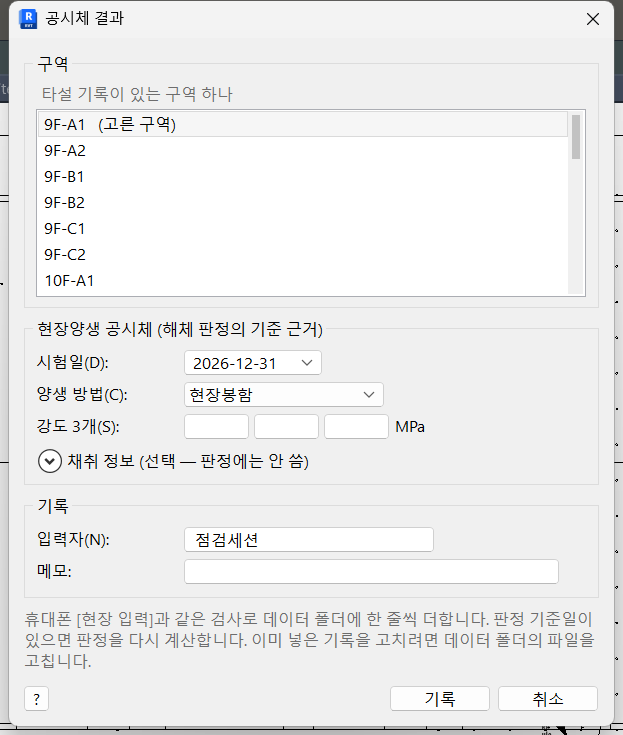 공시체 결과
구역
타설 기록이 있는 구역 하나
9F-A1 (고른 구역)
9F-A2
9F-B1
9F-B2
9F-C1
9F-C2
10F-A1
현장양생 공시체 (해체 판정의 기준 근거)
시험일(D): 2026-12-31
양생 방법(C): 현장봉함
강도 3개(S): MPa
채취 정보 (선택 — 판정에는 안 씀)
기록
입력자(N): 점검세션
메모:
휴대폰 [현장 입력]과 같은 검사로 데이터 폴더에 한 줄씩 더합니다. 판정 기준일이
있으면 판정을 다시 계산합니다. 이미 넣은 기록을 고치려면 데이터 폴더의 파일을
고칩니다.
? 기록 취소